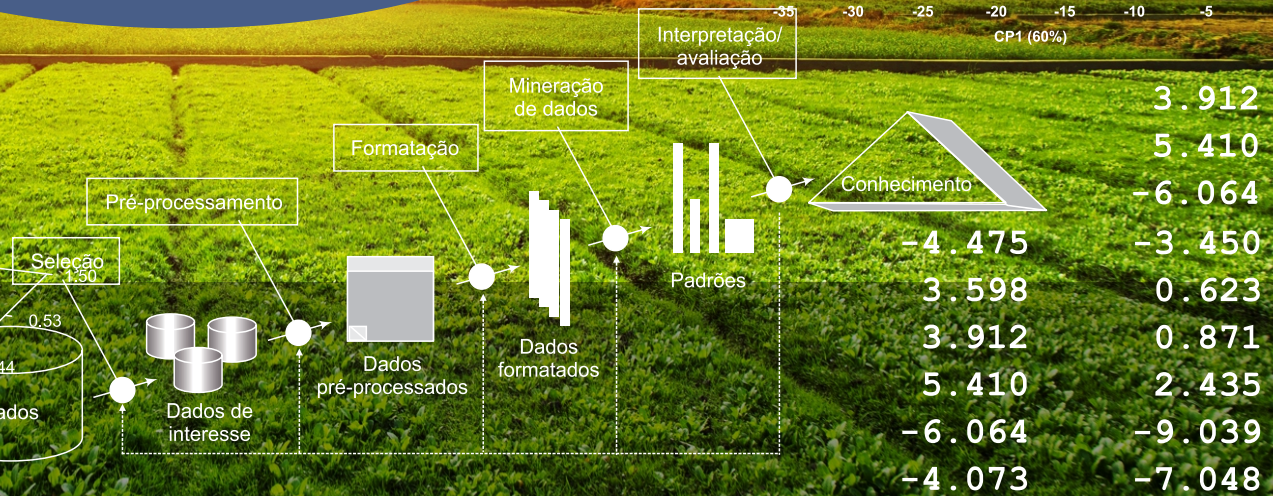 -35 -30 -25 -20 -15 -10 -5
CP1 (60%)
Interpretação/
avaliação
Mineração
de dados
Formatação
Pré-processamento
Seleção
1.50
0.53
44
ados
Dados de
interesse
Dados
pré-processados
Dados
formatados
Padrões
Conhecimento
3.912
5.410
-6.064
-4.475 -3.450
3.598 0.623
3.912 0.871
5.410 2.435
-6.064 -9.039
-4.073 -7.048